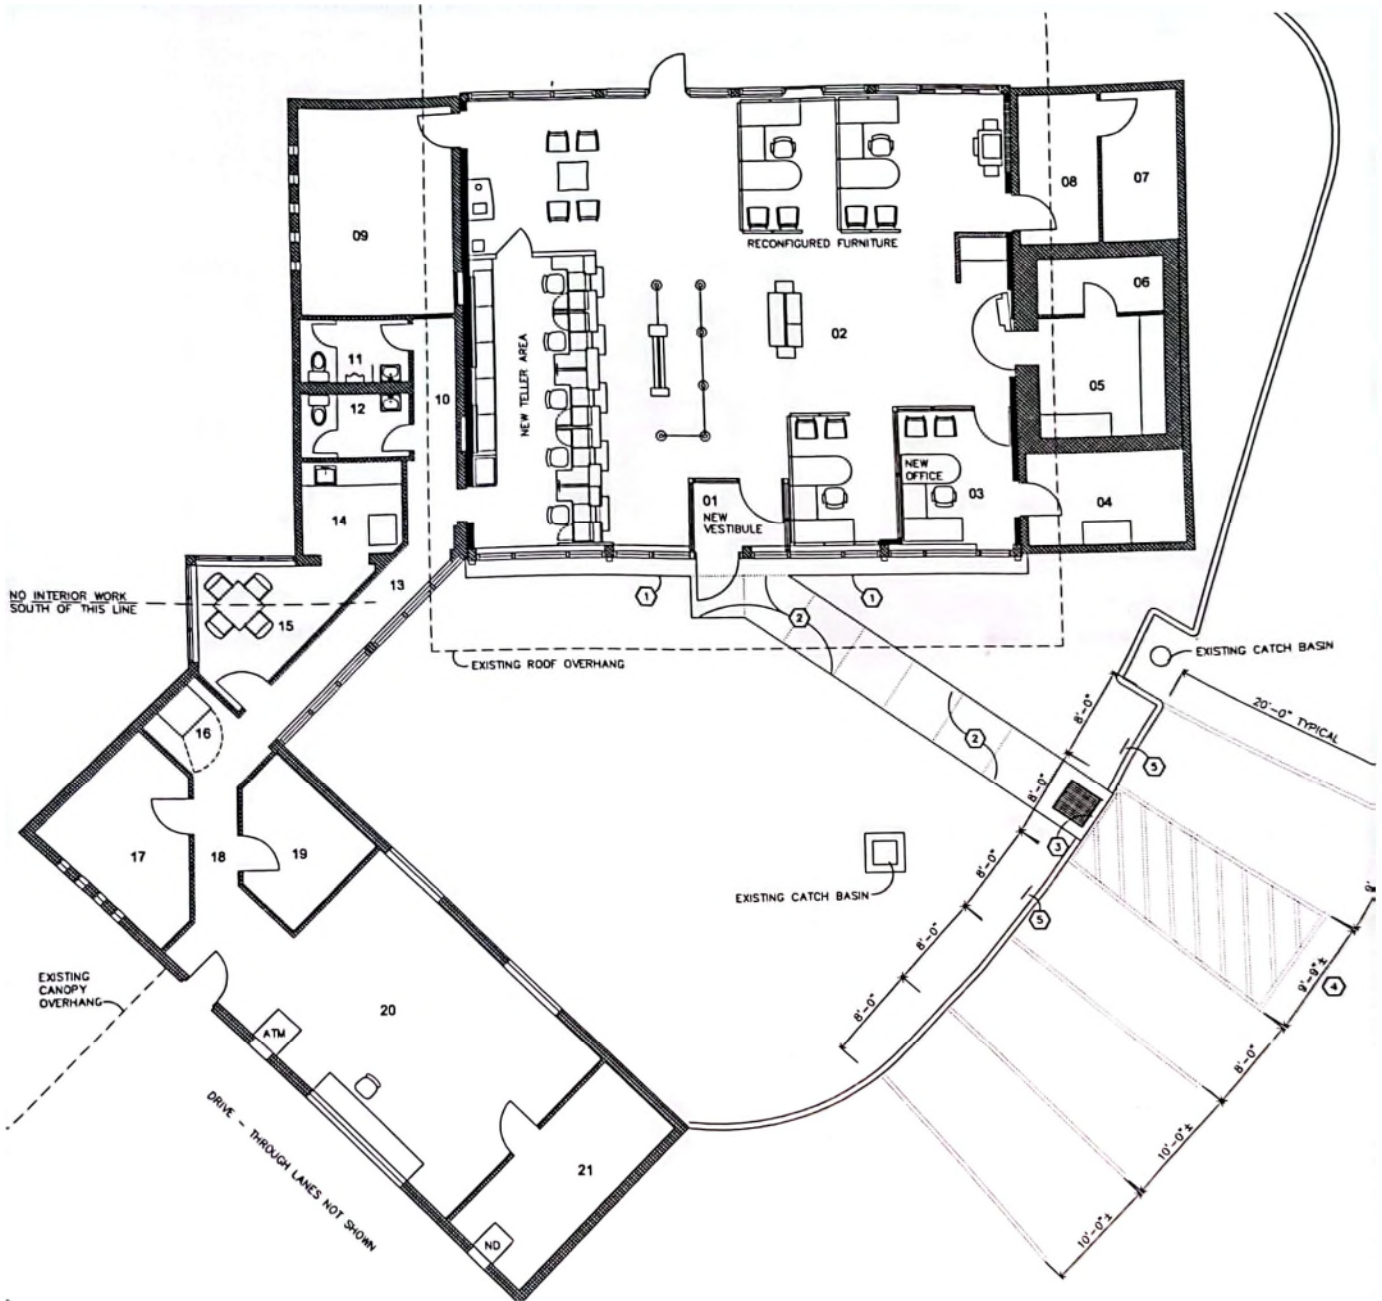 09
08
07
RECONFIGURED FURNITURE
06
02
NEW TELLER AREA
11
10
12
05
NEW
OFFICE
03
01
NEW
VESTIBULE
04
14
13
NO INTERIOR WORK
SOUTH OF THIS LINE
15
1
2
1
EXISTING ROOF OVERHANG
EXISTING CATCH BASIN
20'-0" TYPICAL
8'-0"
16
2
5
8'-0"
17
18
19
3
8'-0"
EXISTING CATCH BASIN
5
9'
8'-0"
9'-9"±
4
EXISTING
CANOPY
OVERHANG
8'-0"
20
ATM
8'-0"
DRIVE - THROUGH LANES NOT SHOWN
10'-0"±
21
10'-0"±
ND